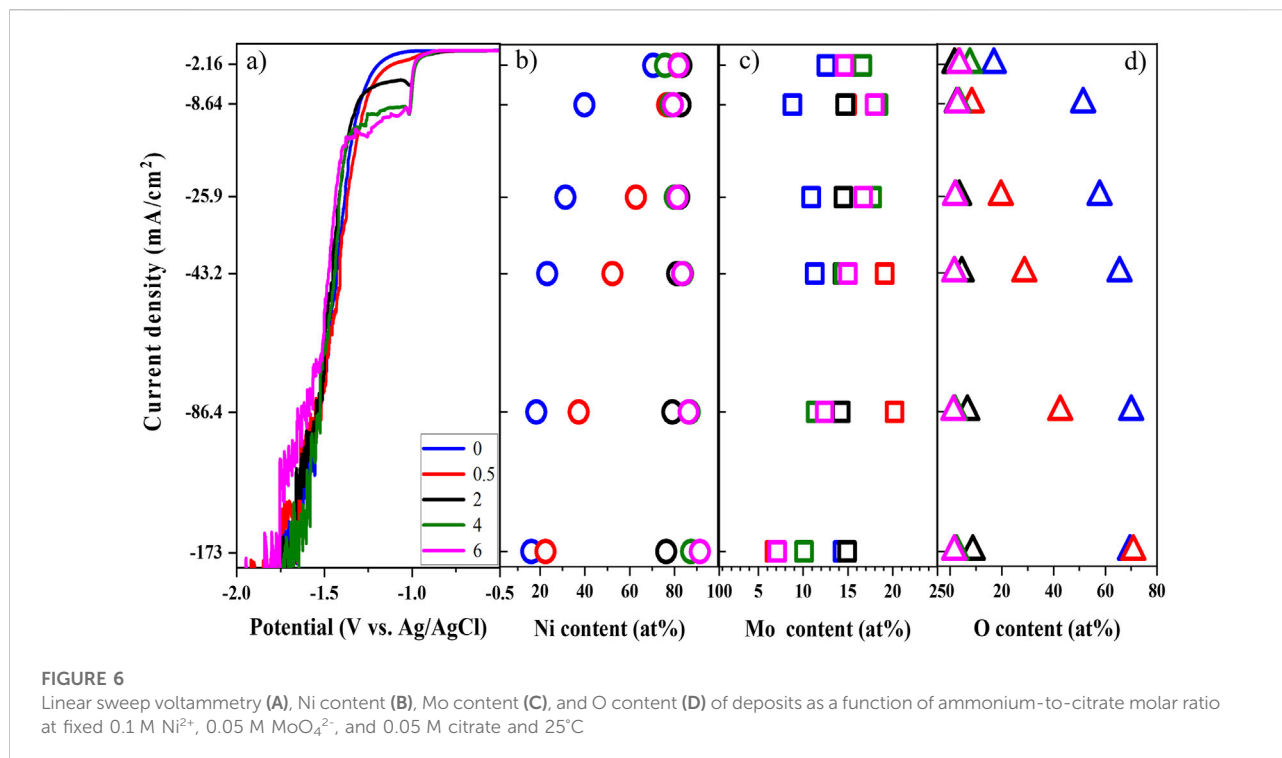 a)
b)
c)
d)
Current density (mA/cm²)
-2.16
-8.64
-25.9
-43.2
-86.4
-173
0
0.5
2
4
6
-2.0 -1.5 -1.0 -0.5
20 40 60 80 100
5 10 15 20 250
20 40 60 80
Potential (V vs. Ag/AgCl)
Ni content (at%)
Mo content (at%)
O content (at%)
FIGURE 6
Linear sweep voltammetry (A), Ni content (B), Mo content (C), and O content (D) of deposits as a function of ammonium-to-citrate molar ratio
at fixed 0.1 M Ni²⁺, 0.05 M MoO₄²⁻, and 0.05 M citrate and 25°C